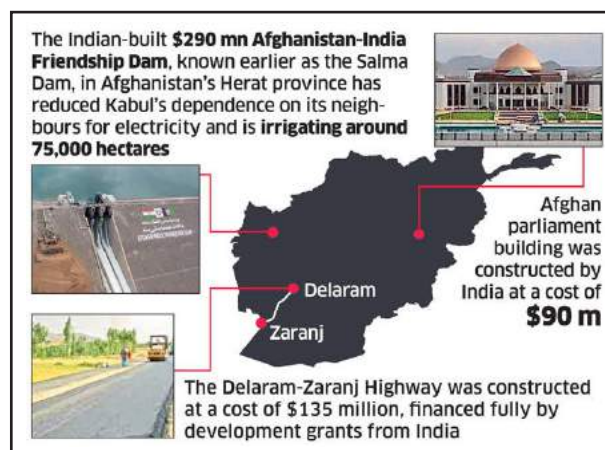 The Indian-built $290 mn Afghanistan-India
Friendship Dam, known earlier as the Salma
Dam, in Afghanistan's Herat province has
reduced Kabul's dependence on its neigh-
bours for electricity and is irrigating around
75,000 hectares
Afghan
parliament
building was
constructed by
India at a cost of
$90 m
Delaram
Zaranj
The Delaram-Zaranj Highway was constructed
at a cost of $135 million, financed fully by
development grants from India